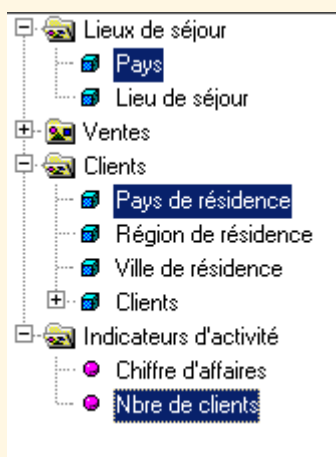 Lieux de séjour
Pays
Lieu de séjour
Ventes
Clients
Pays de résidence
Région de résidence
Ville de résidence
Clients
Indicateurs d'activité
Chiffre d'affaires
Nbre de clients